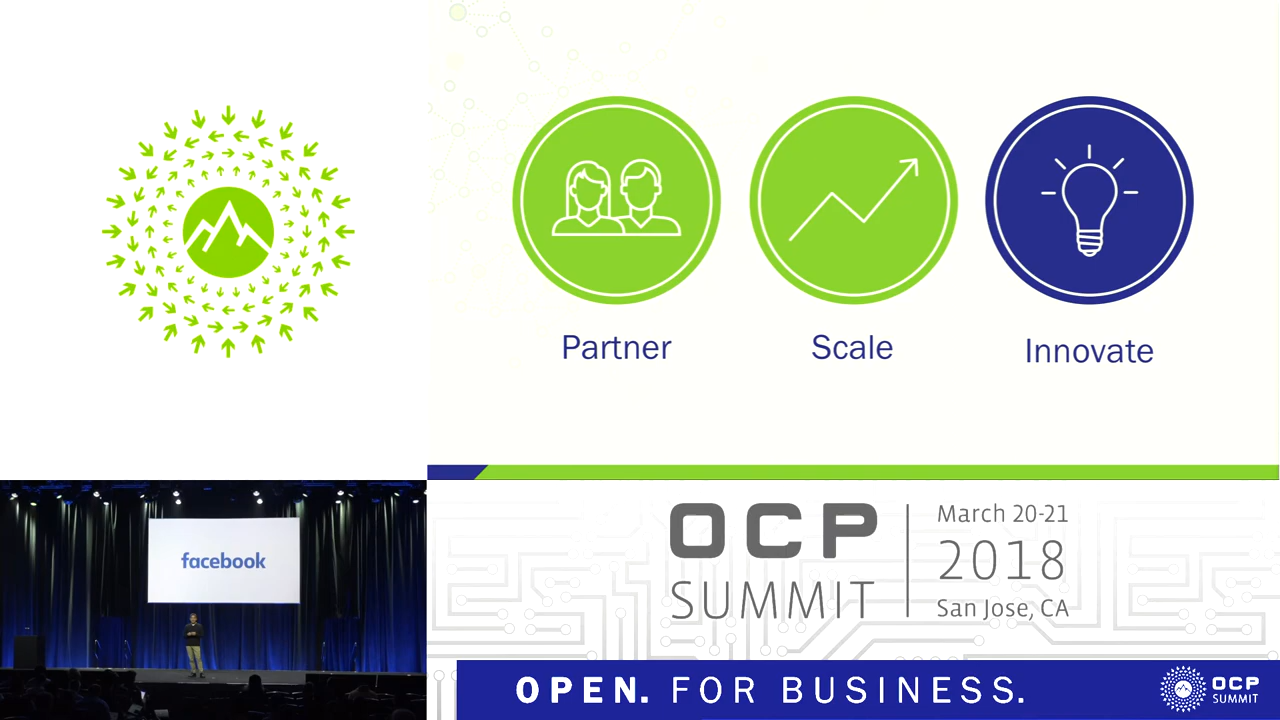 Partner
Scale
Innovate
facebook
OCP
SUMMIT
March 20-21
2018
San Jose, CA
OPEN. FOR BUSINESS.
OCP
SUMMIT